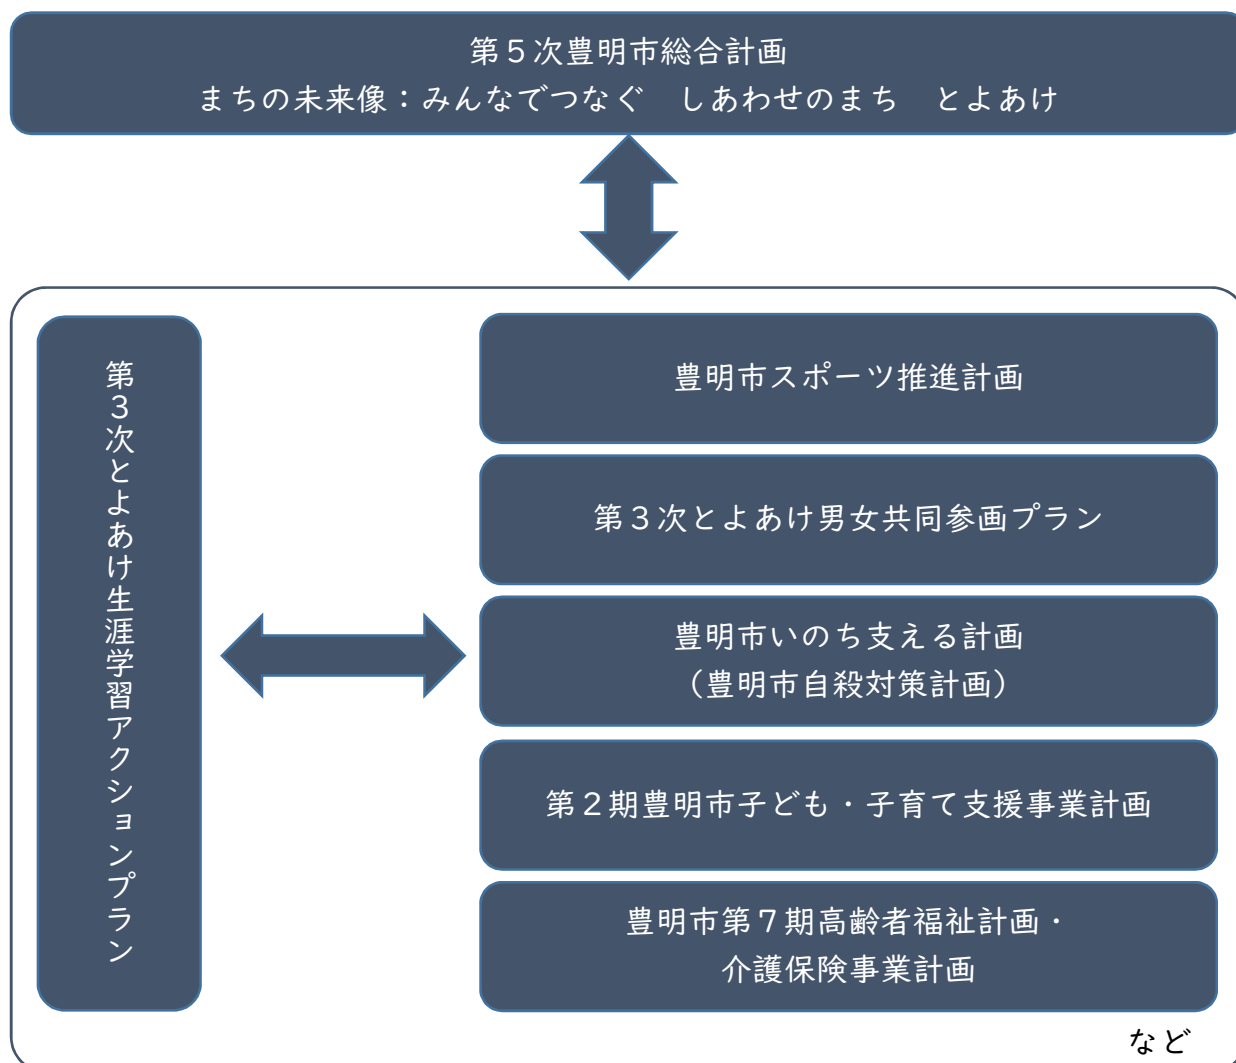 第５次豊明市総合計画
まちの未来像：みんなでつなぐ　しあわせのまち　とよあけ
第３次とよあけ生涯学習アクションプラン
豊明市スポーツ推進計画
第３次とよあけ男女共同参画プラン
豊明市いのち支える計画
（豊明市自殺対策計画）
第２期豊明市子ども・子育て支援事業計画
豊明市第７期高齢者福祉計画・
介護保険事業計画
など